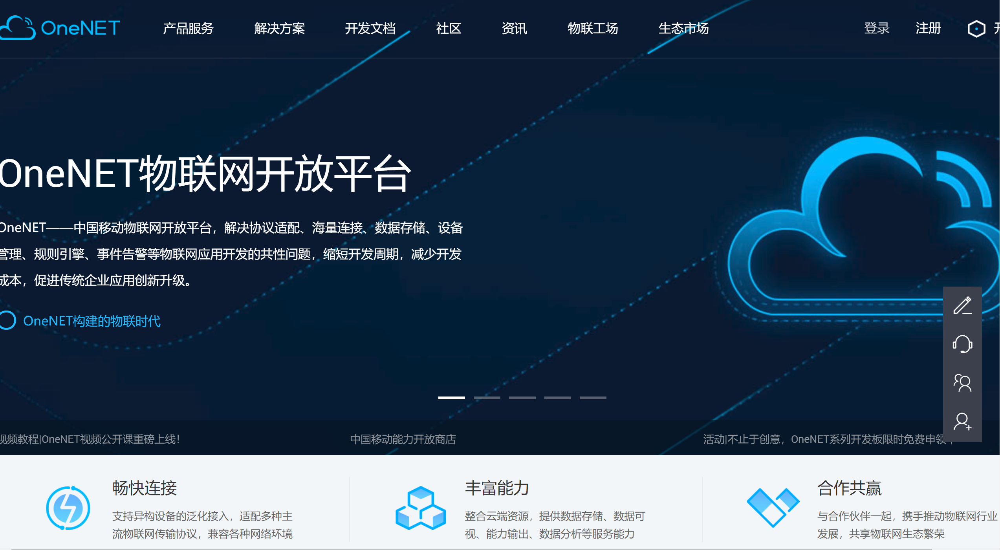 OneNET 产品服务 解决方案 开发文档 社区 资讯 物联工场 生态市场 登录 注册
OneNET物联网开放平台
OneNET——中国移动物联网开放平台，解决协议适配、海量连接、数据存储、设备
管理、规则引擎、事件告警等物联网应用开发的共性问题，缩短开发周期，减少开发
成本，促进传统企业应用创新升级。
OneNET构建的物联时代
视频教程|OneNET视频公开课重磅上线！
中国移动能力开放商店
活动|不止于创意，OneNET系列开发板限时免费申领
畅快连接
支持异构设备的泛化接入，适配多种主
流物联网传输协议，兼容各种网络环境
丰富能力
整合云端资源，提供数据存储、数据可
视、能力输出、数据分析等服务能力
合作共赢
与合作伙伴一起，携手推动物联网行业
发展，共享物联网生态繁荣